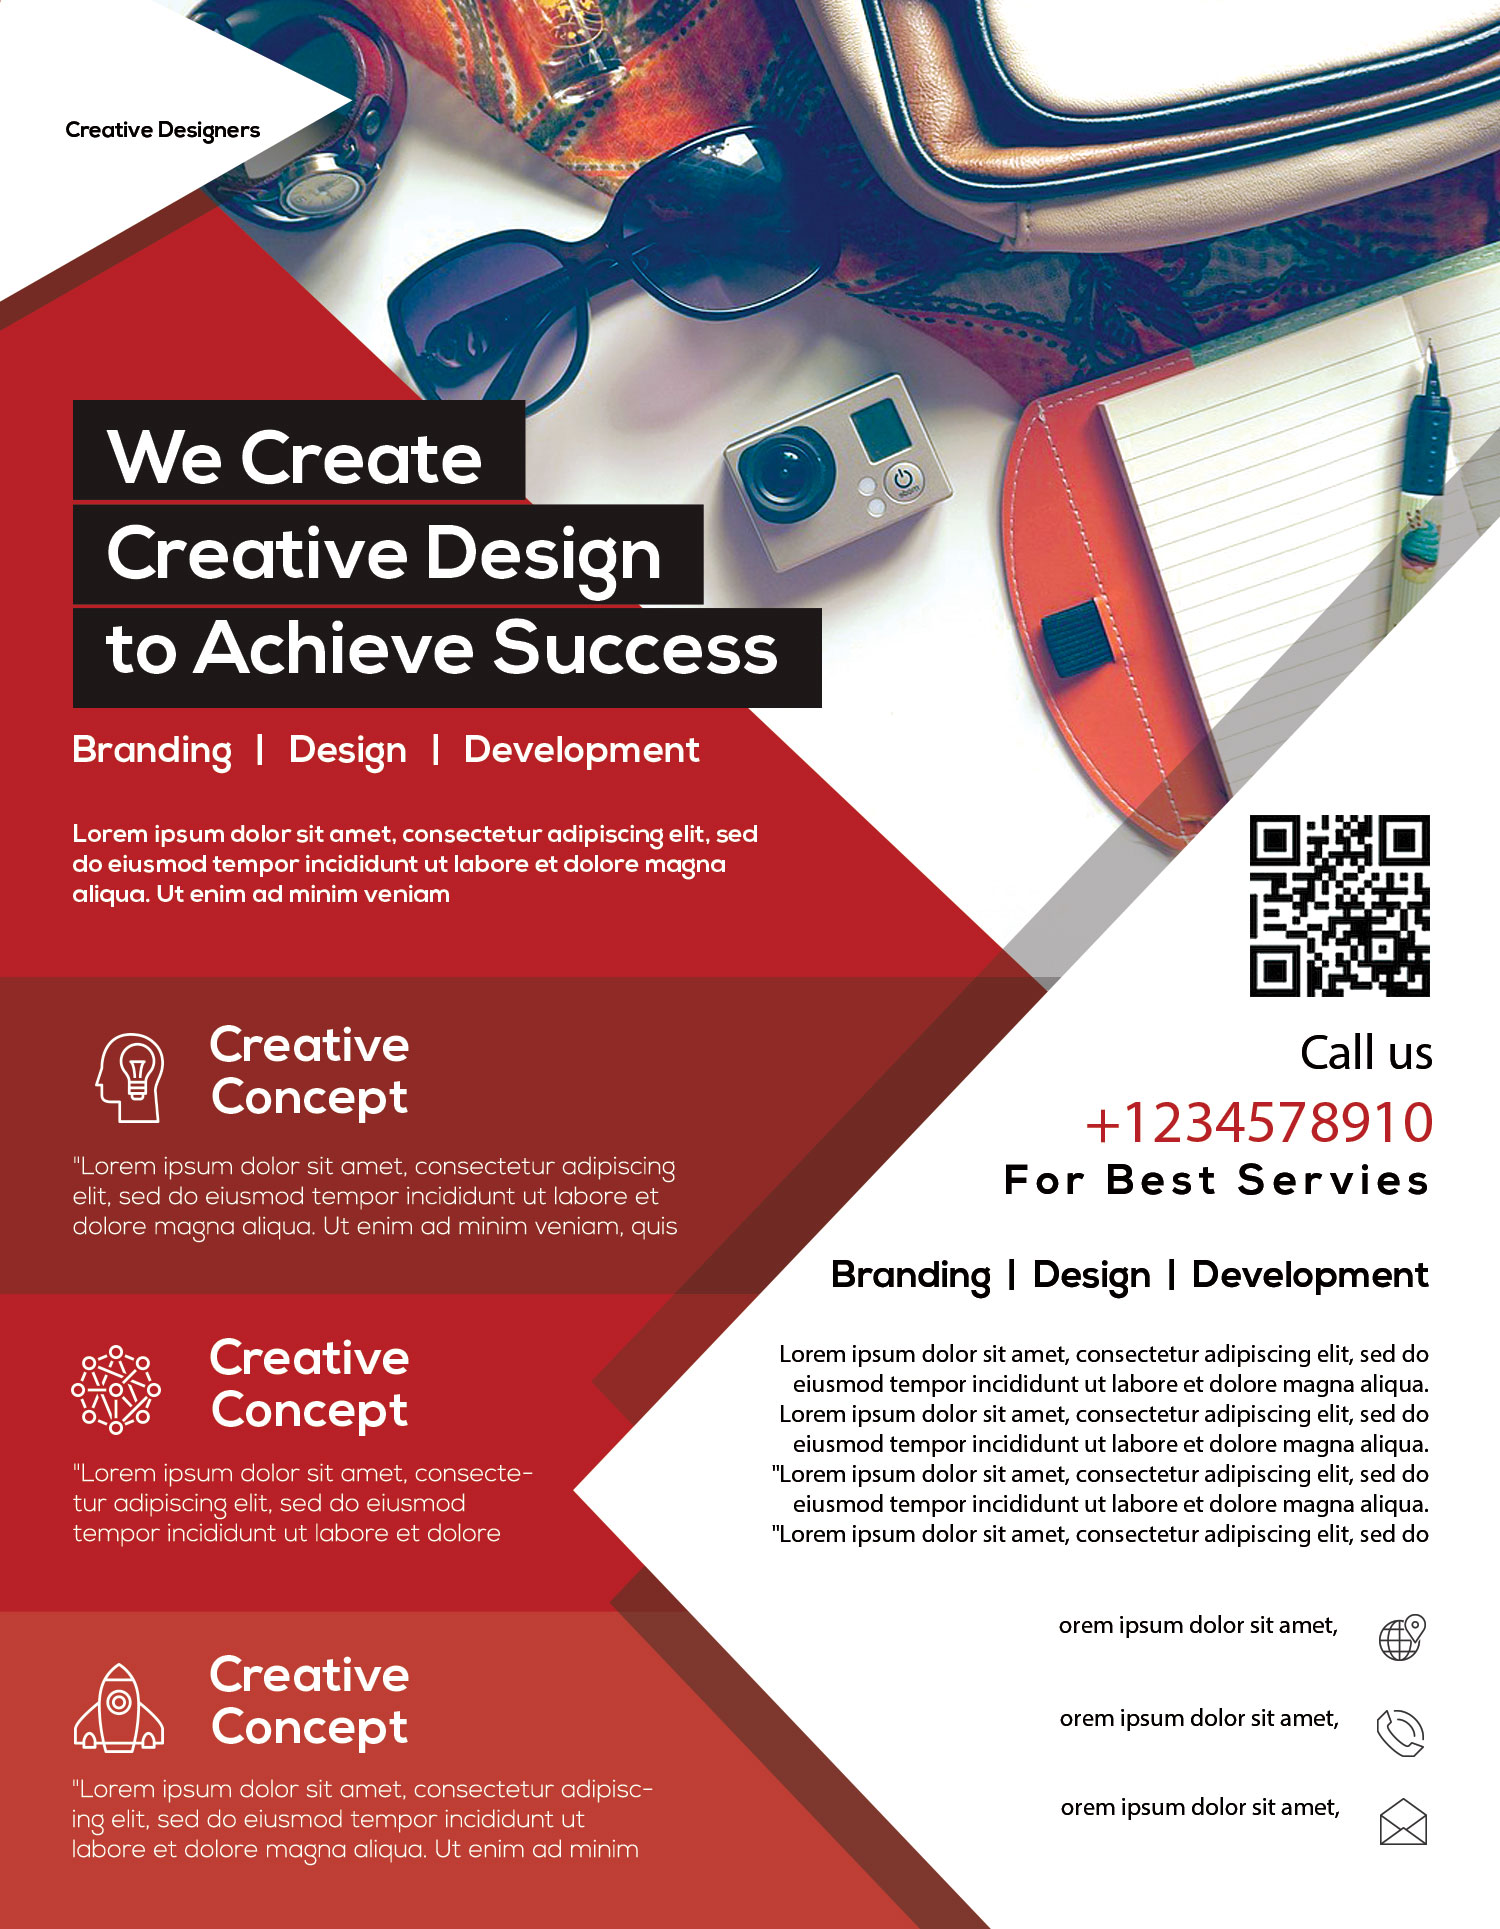 Creative Designers
We Create
Creative Design
to Achieve Success
Branding | Design | Development
Lorem ipsum dolor sit amet, consectetur adipiscing elit, sed
do eiusmod tempor incididunt ut labore et dolore magna
aliqua. Ut enim ad minim veniam
Creative
Concept
"Lorem ipsum dolor sit amet, consectetur adipiscing
elit, sed do eiusmod tempor incididunt ut labore et
dolore magna aliqua. Ut enim ad minim veniam, quis
Creative
Concept
"Lorem ipsum dolor sit amet, consecte-
tur adipiscing elit, sed do eiusmod
tempor incididunt ut labore et dolore
Creative
Concept
"Lorem ipsum dolor sit amet, consectetur adipisc-
ing elit, sed do eiusmod tempor incididunt ut
labore et dolore magna aliqua. Ut enim ad minim
Call us
+1234578910
For Best Servies
Branding | Design | Development
Lorem ipsum dolor sit amet, consectetur adipiscing elit, sed do
eiusmod tempor incididunt ut labore et dolore magna aliqua.
Lorem ipsum dolor sit amet, consectetur adipiscing elit, sed do
eiusmod tempor incididunt ut labore et dolore magna aliqua.
"Lorem ipsum dolor sit amet, consectetur adipiscing elit, sed do
eiusmod tempor incididunt ut labore et dolore magna aliqua.
"Lorem ipsum dolor sit amet, consectetur adipiscing elit, sed do
orem ipsum dolor sit amet,
orem ipsum dolor sit amet,
orem ipsum dolor sit amet,